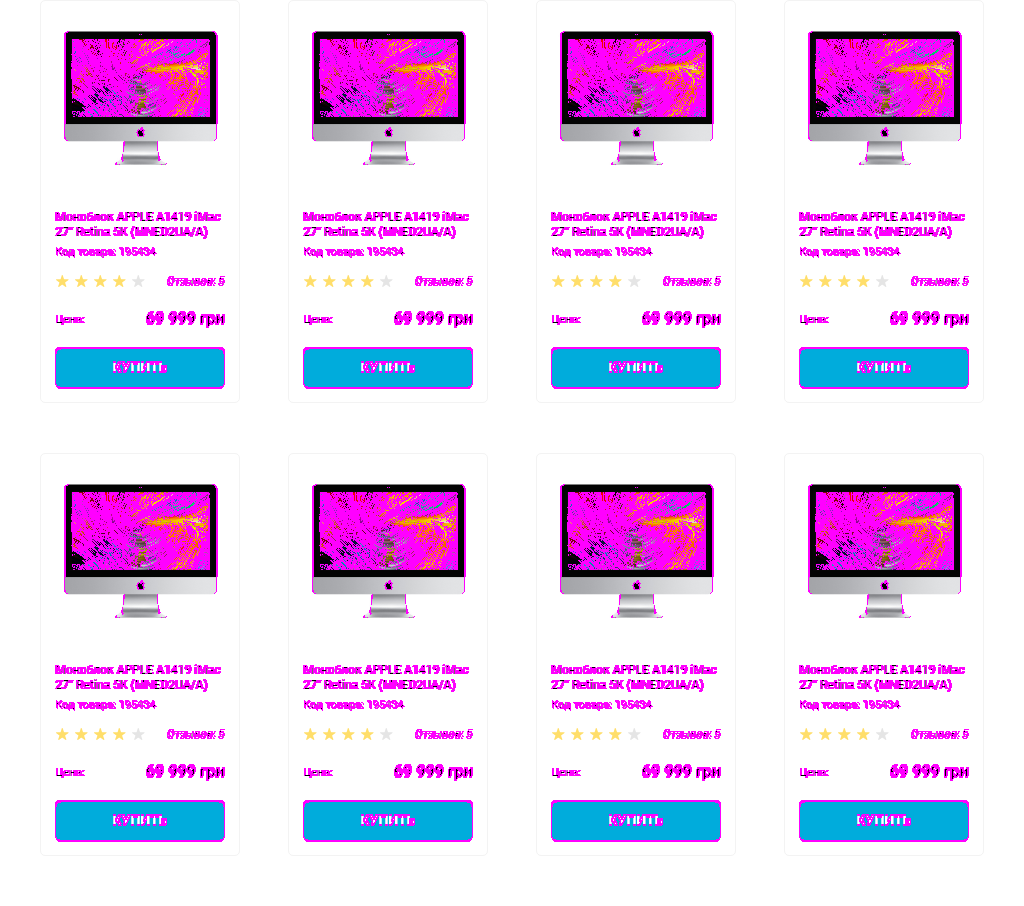 Моноблок APPLE A1419 iMac
27" Retina 5K (MNED2UA/A)
Код товара: 195434
Отзывов: 5
Цена:
69 999 грн
КУПИТЬ
Моноблок APPLE A1419 iMac
27" Retina 5K (MNED2UA/A)
Код товара: 195434
Отзывов: 5
Цена:
69 999 грн
КУПИТЬ
Моноблок APPLE A1419 iMac
27" Retina 5K (MNED2UA/A)
Код товара: 195434
Отзывов: 5
Цена:
69 999 грн
КУПИТЬ
Моноблок APPLE A1419 iMac
27" Retina 5K (MNED2UA/A)
Код товара: 195434
Отзывов: 5
Цена:
69 999 грн
КУПИТЬ
Моноблок APPLE A1419 iMac
27" Retina 5K (MNED2UA/A)
Код товара: 195434
Отзывов: 5
Цена:
69 999 грн
КУПИТЬ
Моноблок APPLE A1419 iMac
27" Retina 5K (MNED2UA/A)
Код товара: 195434
Отзывов: 5
Цена:
69 999 грн
КУПИТЬ
Моноблок APPLE A1419 iMac
27" Retina 5K (MNED2UA/A)
Код товара: 195434
Отзывов: 5
Цена:
69 999 грн
КУПИТЬ
Моноблок APPLE A1419 iMac
27" Retina 5K (MNED2UA/A)
Код товара: 195434
Отзывов: 5
Цена:
69 999 грн
КУПИТЬ